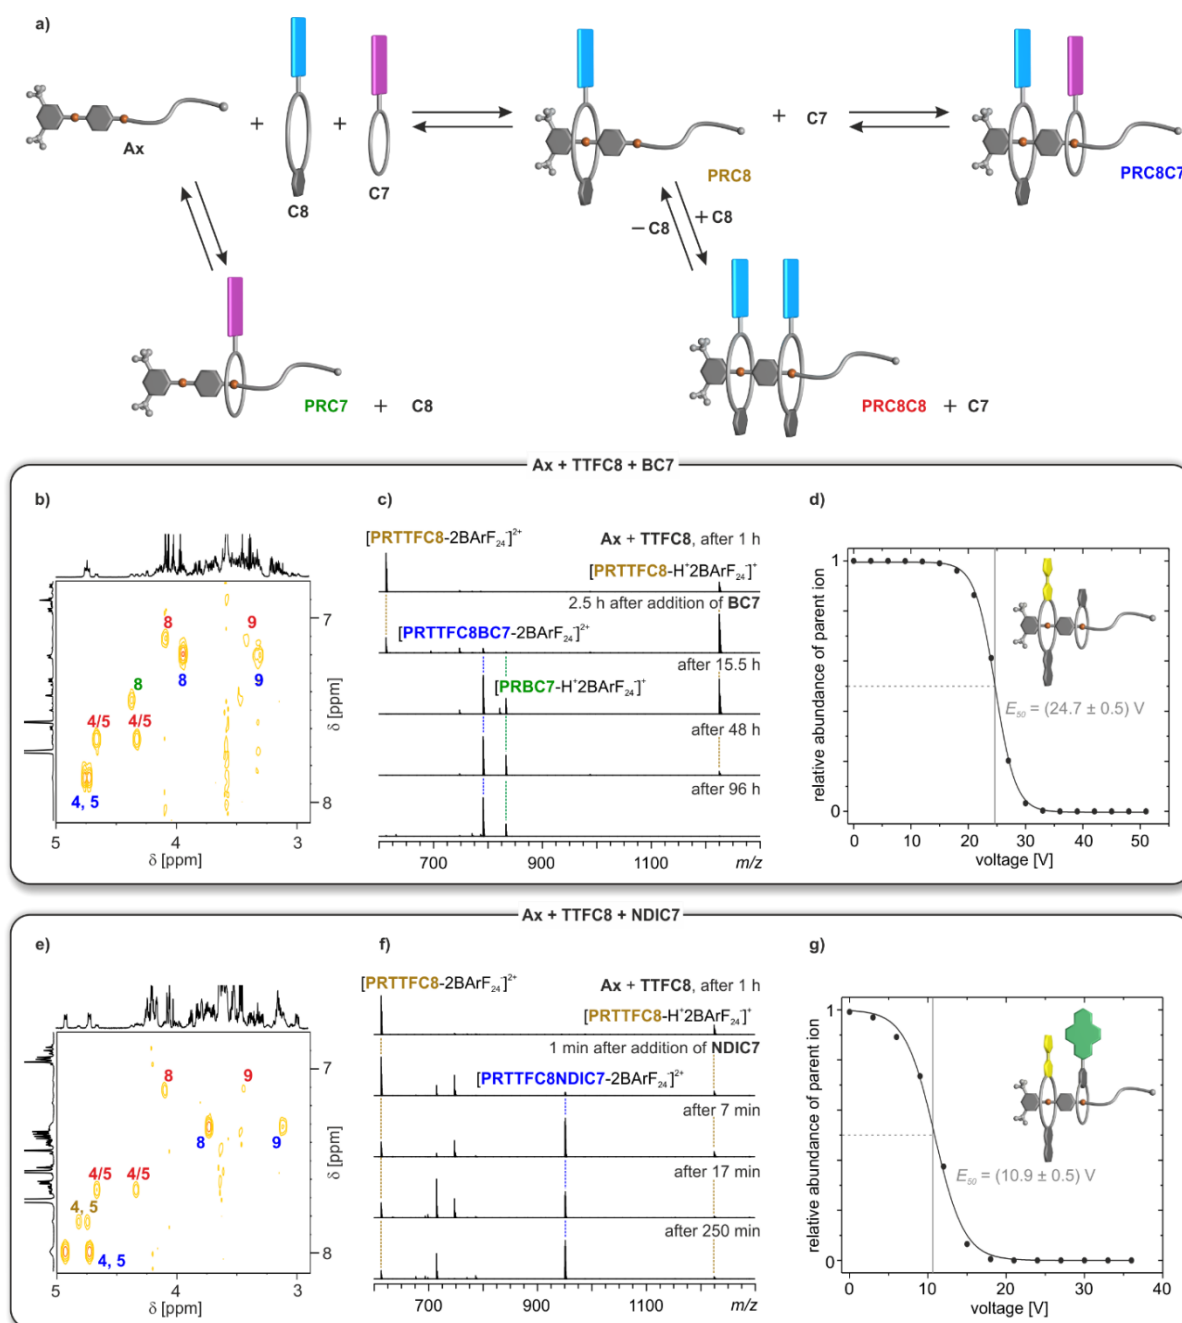 a)
Ax
+
C8
+
C7
PRC8
+ C7
PRC8C7
− C8
+ C8
PRC7 + C8
PRC8C8 + C7
Ax + TTFC8 + BC7
b)
8
9
8
8
9
4/5
4/5
4, 5
7
8
δ [ppm]
5
4
3
δ [ppm]
c)
[PRTTFC8-2BArF24]2+
Ax + TTFC8, after 1 h
[PRTTFC8-H+2BArF24]+
2.5 h after addition of BC7
[PRTTFC8BC7-2BArF24]2+
after 15.5 h
[PRBC7-H+2BArF24]+
after 48 h
after 96 h
700
900
1100
m/z
d)
relative abundance of parent ion
1
0
E50 = (24.7 ± 0.5) V
0
10
20
30
40
50
voltage [V]
Ax + TTFC8 + NDIC7
e)
8
9
8
9
4/5
4/5
4, 5
4, 5
7
8
δ [ppm]
5
4
3
δ [ppm]
f)
[PRTTFC8-2BArF24]2+
Ax + TTFC8, after 1 h
[PRTTFC8-H+2BArF24]+
1 min after addition of NDIC7
[PRTTFC8NDIC7-2BArF24]2+
after 7 min
after 17 min
after 250 min
700
900
1100
m/z
g)
relative abundance of parent ion
1
0
E50 = (10.9 ± 0.5) V
0
10
20
30
40
voltage [V]